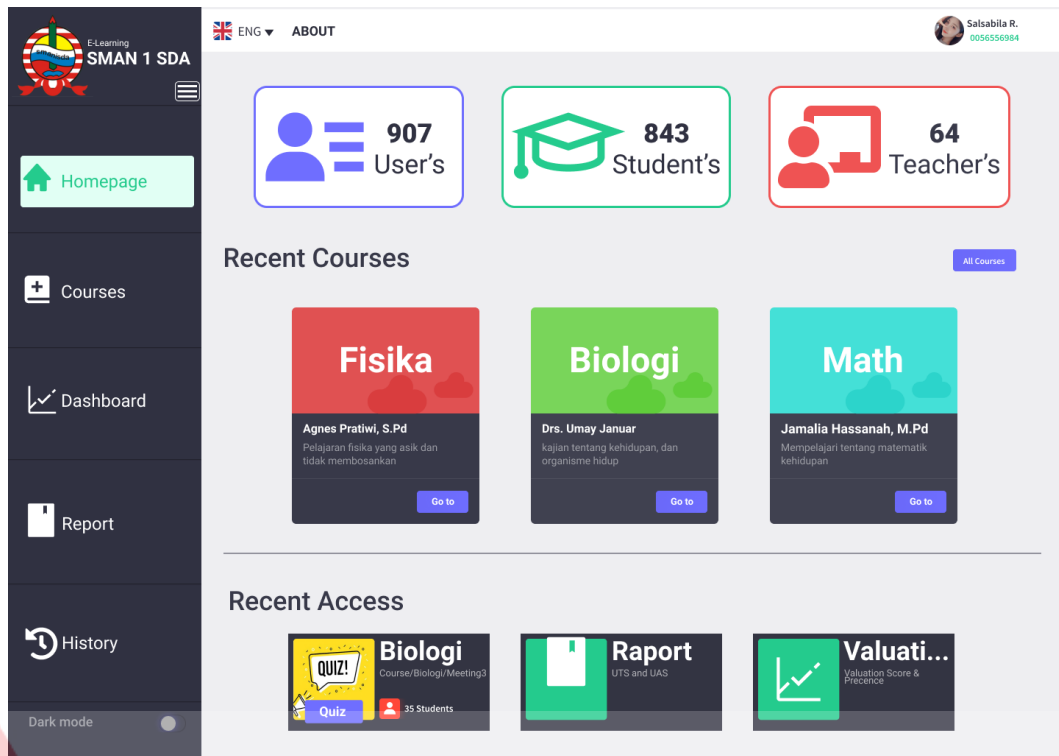 E-Learning
SMAN 1 SDA
ENG
ABOUT
Salsabila R.
0056556984
907
User's
843
Student's
64
Teacher's
Homepage
Courses
Dashboard
Report
History
Dark mode
Recent Courses
All Courses
Fisika
Agnes Pratiwi, S.Pd
Pelajaran fisika yang asik dan
tidak membosankan
Go to
Biologi
Drs. Umay Januar
kajian tentang kehidupan, dan
organisme hidup
Go to
Math
Jamalia Hassanah, M.Pd
Mempelajari tentang matematik
kehidupan
Go to
Recent Access
QUIZ!
Quiz
Biologi
Course/Biologi/Meeting3
35 Students
Raport
UTS and UAS
Valuati...
Valuation Score &
Precence